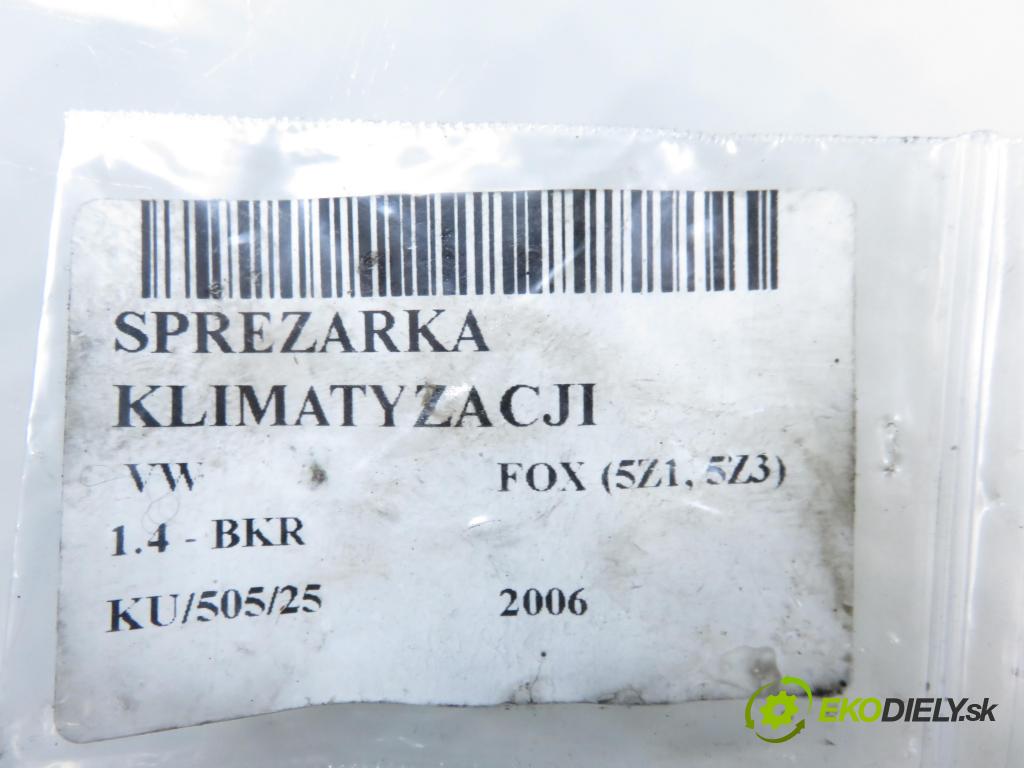 SPREZARKA
KLIMATYZACJI
VW FOX (5Z1, 5Z3)
1.4 - BKR
KU/505/25 2006
EKODIELY.sk